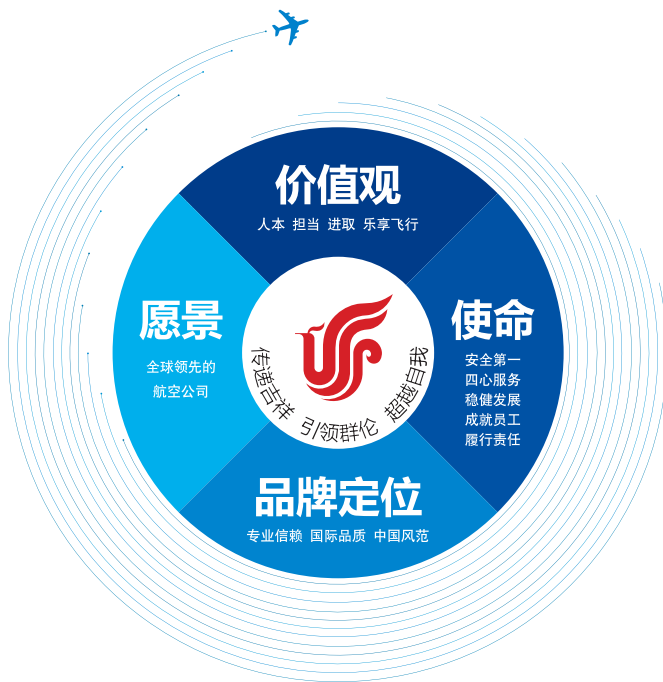 价值观
人本 担当 进取 乐享飞行
愿景
全球领先的
航空公司
使命
安全第一
四心服务
稳健发展
成就员工
履行责任
传递吉祥 引领群伦 超越自我
品牌定位
专业信赖 国际品质 中国风范